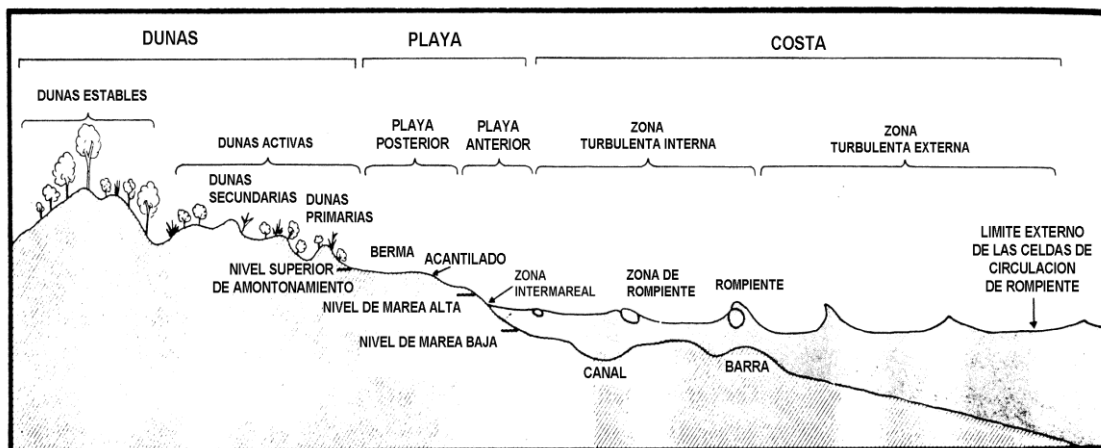 DUNAS
PLAYA
COSTA
DUNAS ESTABLES
DUNAS ACTIVAS
PLAYA
POSTERIOR
PLAYA
ANTERIOR
ZONA
TURBULENTA INTERNA
ZONA
TURBULENTA EXTERNA
DUNAS
SECUNDARIAS
DUNAS
PRIMARIAS
NIVEL SUPERIOR
DE AMONTONAMIENTO
BERMA
ACANTILADO
NIVEL DE MAREA ALTA
ZONA
INTERMAREAL
NIVEL DE MAREA BAJA
ZONA DE
ROMPIENTE
ROMPIENTE
LIMITE EXTERNO
DE LAS CELDAS DE
CIRCULACION
DE ROMPIENTE
CANAL
BARRA